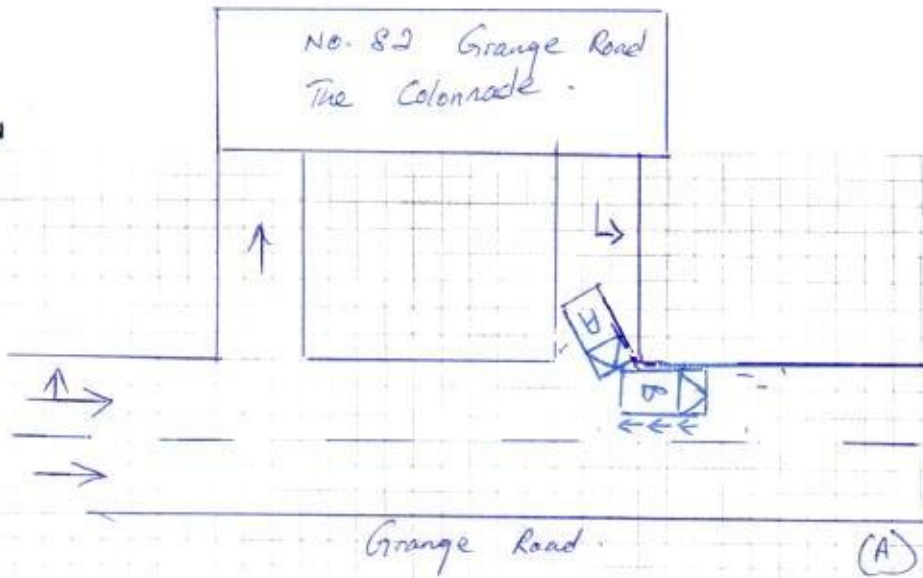 No. 82 Grange Road
The Colonnade.
A
B
Grange Road.
(A)